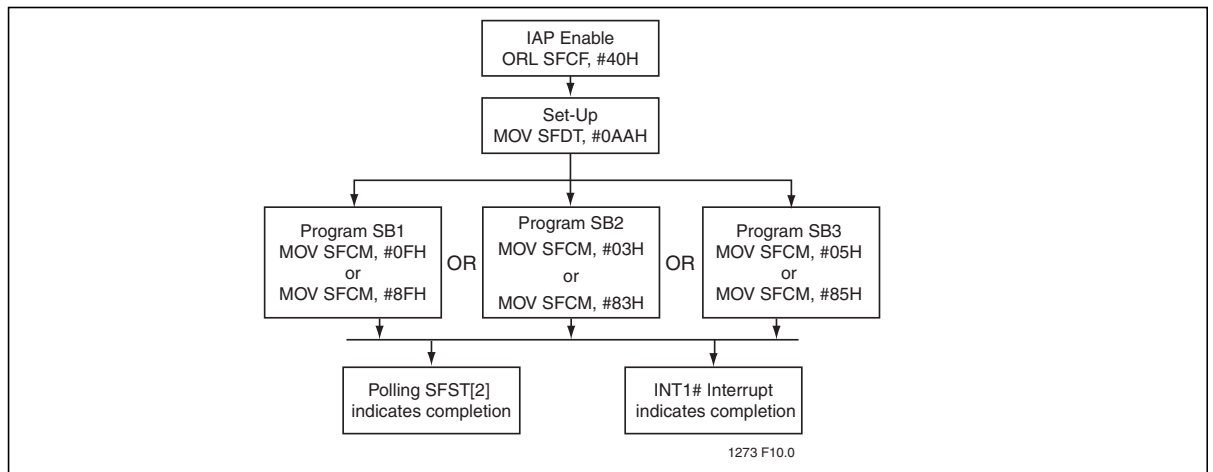 IAP Enable
ORL SFCF, #40H
Set-Up
MOV SFDT, #0AAH
Program SB1
MOV SFCM, #0FH
or
MOV SFCM, #8FH
OR
Program SB2
MOV SFCM, #03H
or
MOV SFCM, #83H
OR
Program SB3
MOV SFCM, #05H
or
MOV SFCM, #85H
Polling SFST[2]
indicates completion
INT1# Interrupt
indicates completion
1273 F10.0